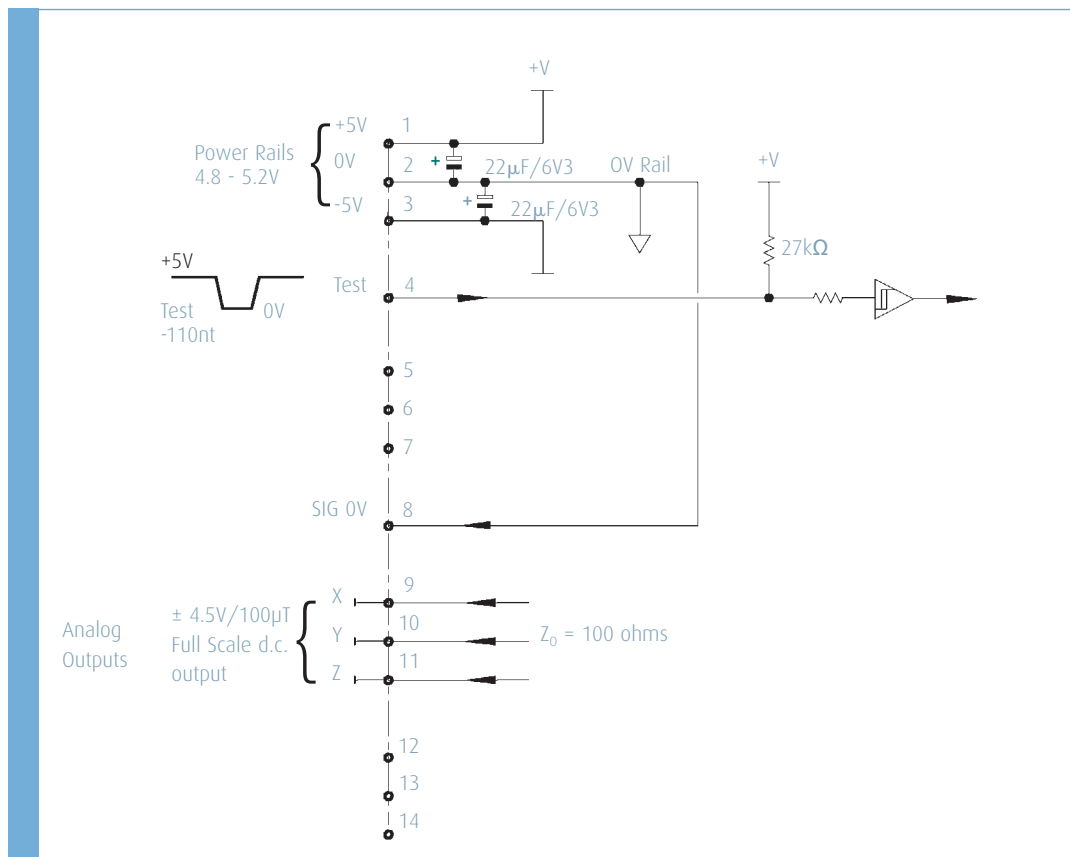 +V
1
+5V
Power Rails
4.8 - 5.2V
0V
2
+
22µF/6V3
OV Rail
+V
-5V
3
+
22µF/6V3
27kΩ
+5V
Test
4
Test
0V
-110nt
5
6
7
SIG 0V
8
9
X
± 4.5V/100µT
10
Analog
Outputs
Full Scale d.c.
output
Y
Z₀ = 100 ohms
11
Z
12
13
14